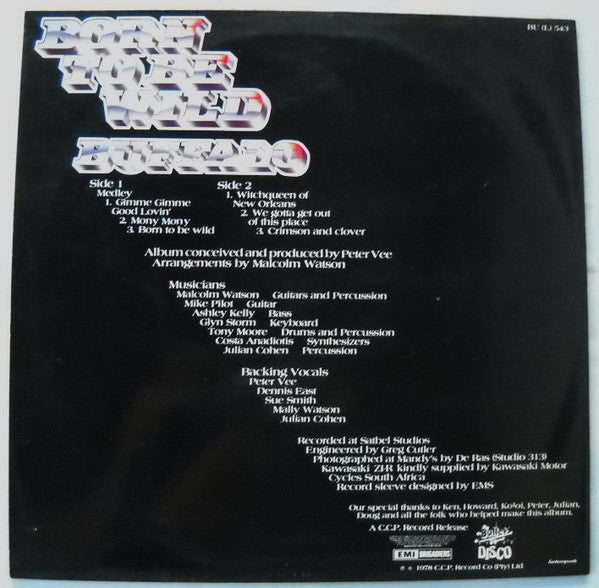 BU (L) 543
BORN
TO BE
WILD
BUFFALO
Side 1
Medley
1. Gimme Gimme
Good Lovin'
2. Mony Mony
3. Born to be wild
Side 2
1. Witchqueen of
New Orleans
2. We gotta get out
of this place
3. Crimson and clover
Album conceived and produced by Peter Vee
Arrangements by Malcolm Watson
Musicians
Malcolm Watson Guitars and Percussion
Mike Pilot Guitar
Ashley Kelly Bass
Glyn Storm Keyboard
Tony Moore Drums and Percussion
Costa Anadiotis Synthesizers
Julian Cohen Percussion
Backing Vocals
Peter Vee
Dennis East
Sue Smith
Mally Watson
Julian Cohen
Recorded at Satbel Studios
Engineered by Greg Cutler
Photographed at Mandy's by De Ras (Studio 313)
Kawasaki Z1-R kindly supplied by Kawasaki Motor
Cycles South Africa
Record sleeve designed by EMS
Our special thanks to Ken, Howard, Koloi, Peter, Julian,
Doug and all the folk who helped make this album.
A C.C.P. Record Release
EMI BRIGADIERS
DISCO
℗ © 1978 C.C.P. Record Co (Pty) Ltd
Interpak